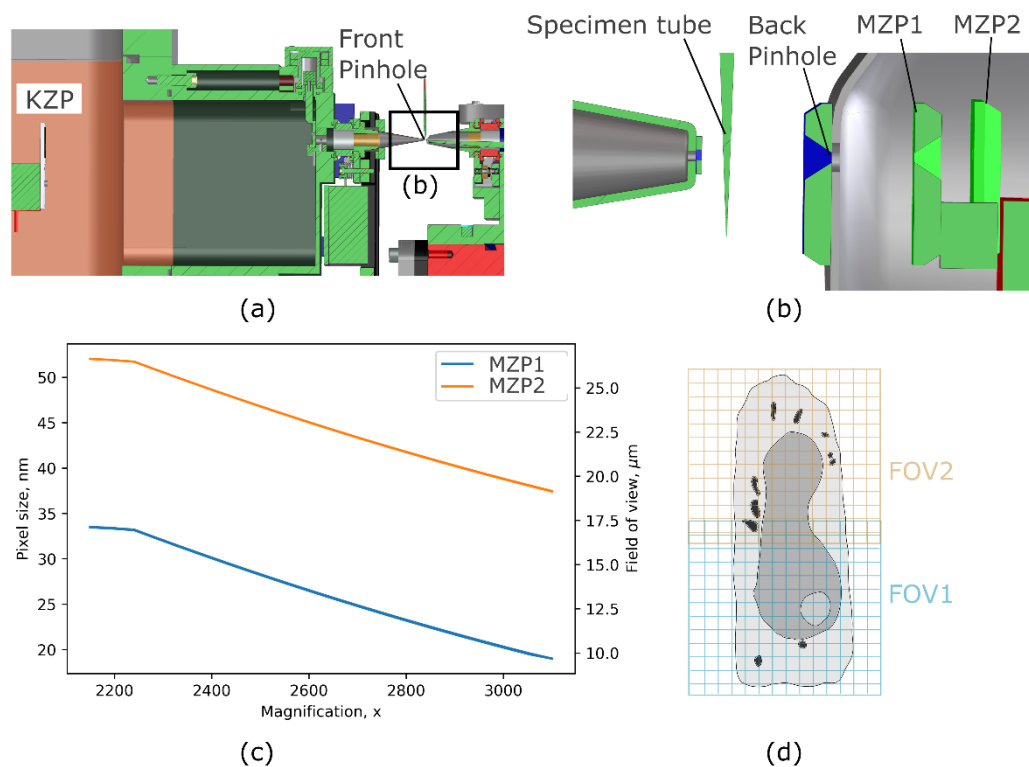 Front
Pinhole
KZP
(b)
(a)
Specimen tube
Back
Pinhole
MZP1
MZP2
(b)
MZP1
MZP2
Pixel size, nm
50
45
40
35
30
25
20
25.0
22.5
20.0
17.5
15.0
12.5
10.0
Field of view, μm
2200
2400
2600
2800
3000
Magnification, x
(c)
FOV2
FOV1
(d)